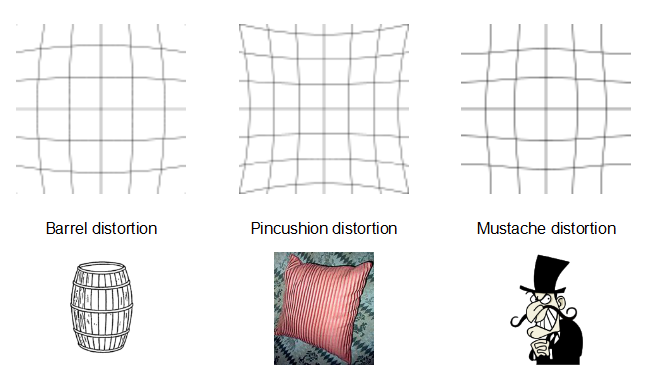 Barrel distortion
Pincushion distortion
Mustache distortion